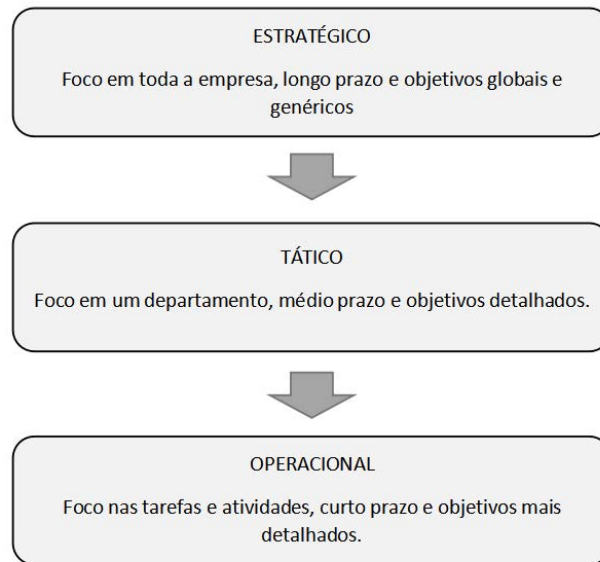 ESTRATÉGICO
Foco em toda a empresa, longo prazo e objetivos globais e
genéricos
TÁTICO
Foco em um departamento, médio prazo e objetivos detalhados.
OPERACIONAL
Foco nas tarefas e atividades, curto prazo e objetivos mais
detalhados.